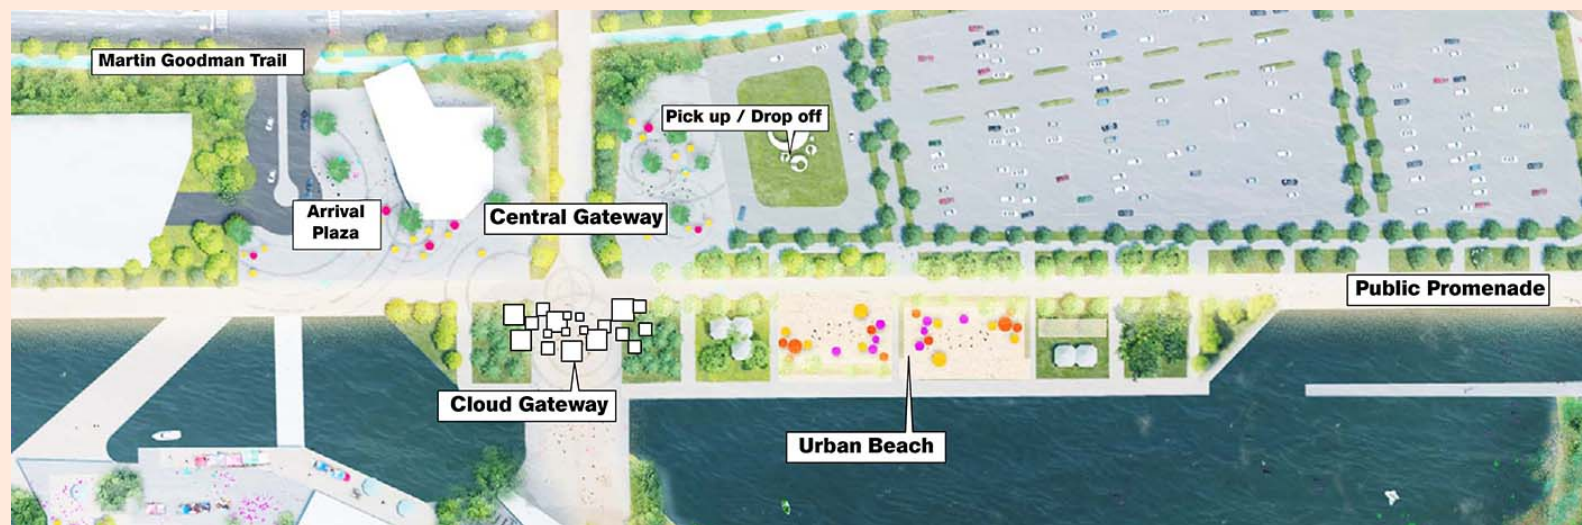 Martin Goodman Trail
Pick up / Drop off
Arrival
Plaza
Central Gateway
Public Promenade
Cloud Gateway
Urban Beach